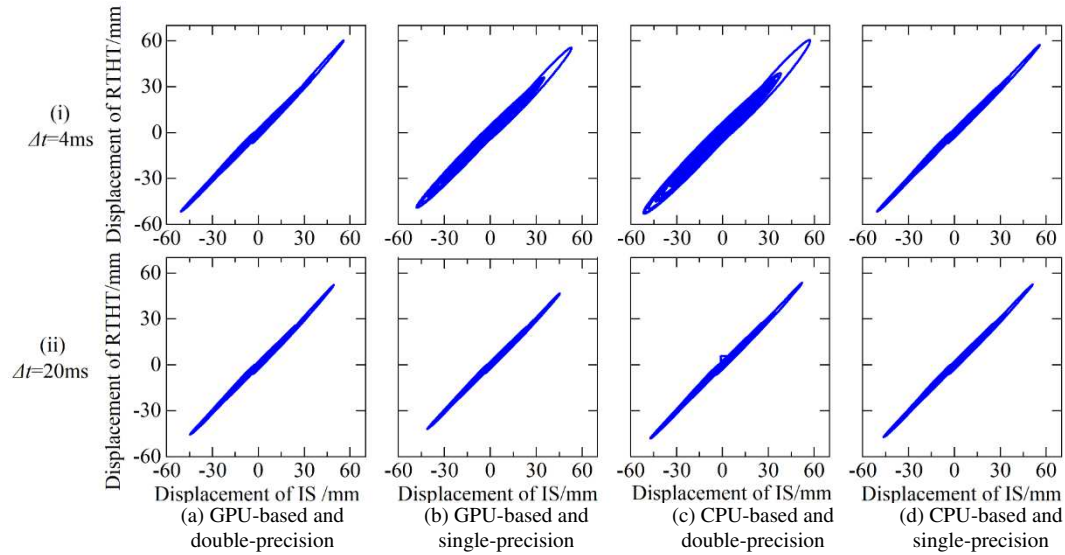 Displacement of RTHT/mm
60
30
0
-30
-60
-60 -30 0 30 60
-60 -30 0 30 60
-60 -30 0 30 60
-60 -30 0 30 60
(i)
Δt=4ms
Displacement of RTHT/mm
60
30
0
-30
-60
-60 -30 0 30 60
-60 -30 0 30 60
-60 -30 0 30 60
-60 -30 0 30 60
(ii)
Δt=20ms
Displacement of IS /mm
Displacement of IS/mm
Displacement of IS/mm
Displacement of IS/mm
(a) GPU-based and
double-precision
(b) GPU-based and
single-precision
(c) CPU-based and
double-precision
(d) CPU-based and
single-precision